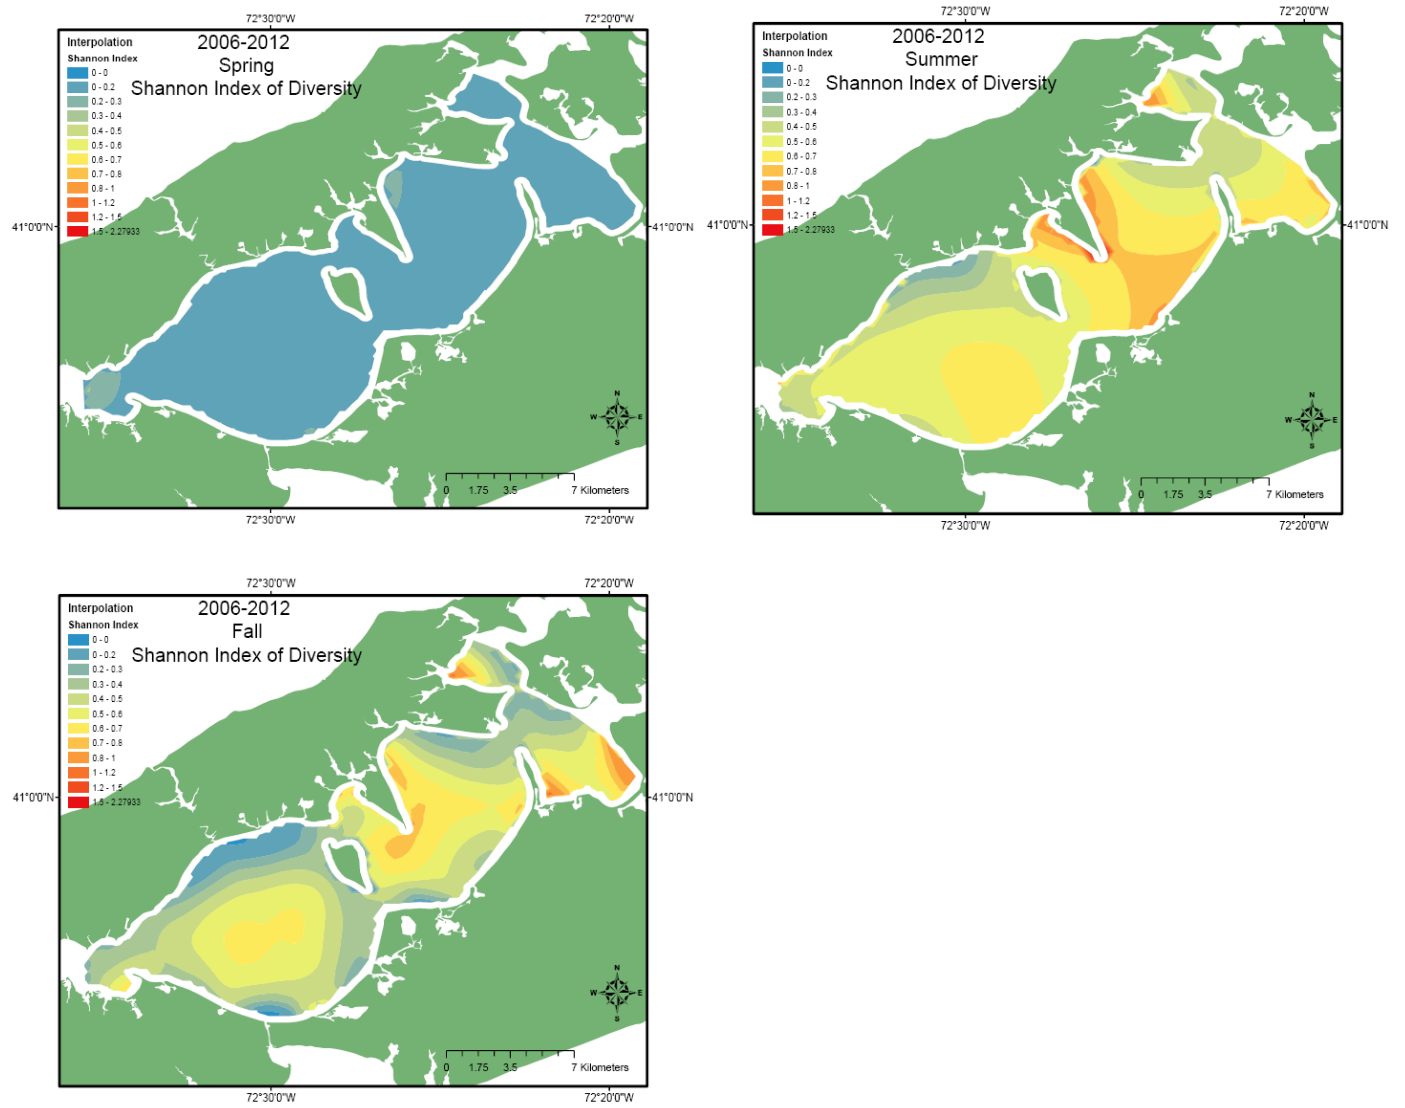 72°30'0"W 72°20'0"W
Interpolation
Shannon Index
0 - 0
0 - 0.2
0.2 - 0.3
0.3 - 0.4
0.4 - 0.5
0.5 - 0.6
0.6 - 0.7
0.7 - 0.8
0.8 - 1
1 - 1.2
1.2 - 1.5
1.5 - 2.27933
2006-2012
Spring
Shannon Index of Diversity
41°0'0"N 41°0'0"N
N
W E
S
0 1.75 3.5 7 Kilometers
72°30'0"W 72°20'0"W
72°30'0"W 72°20'0"W
Interpolation
Shannon Index
0 - 0
0 - 0.2
0.2 - 0.3
0.3 - 0.4
0.4 - 0.5
0.5 - 0.6
0.6 - 0.7
0.7 - 0.8
0.8 - 1
1 - 1.2
1.2 - 1.5
1.5 - 2.27933
2006-2012
Summer
Shannon Index of Diversity
41°0'0"N
N
W E
S
0 1.75 3.5 7 Kilometers
72°30'0"W 72°20'0"W
72°30'0"W 72°20'0"W
Interpolation
Shannon Index
0 - 0
0 - 0.2
0.2 - 0.3
0.3 - 0.4
0.4 - 0.5
0.5 - 0.6
0.6 - 0.7
0.7 - 0.8
0.8 - 1
1 - 1.2
1.2 - 1.5
1.5 - 2.27933
2006-2012
Fall
Shannon Index of Diversity
41°0'0"N 41°0'0"N
N
W E
S
0 1.75 3.5 7 Kilometers
72°30'0"W 72°20'0"W